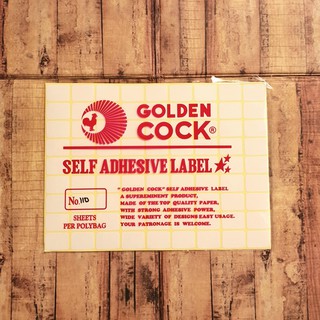 GOLDEN
COCK®
SELF ADHESIVE LABEL
No. 110
SHEETS
PER POLYBAG
"GOLDEN COCK" SELF ADHESIVE LABEL
A SUPEREMINENT PRODUCT,
MADE OF THE TOP QUALITY PAPER,
WITH STRONG ADHESIVE POWER,
WIDE VARIETY OF DESIGNS EASY USAGE.
YOUR PATRONAGE IS WELCOME.